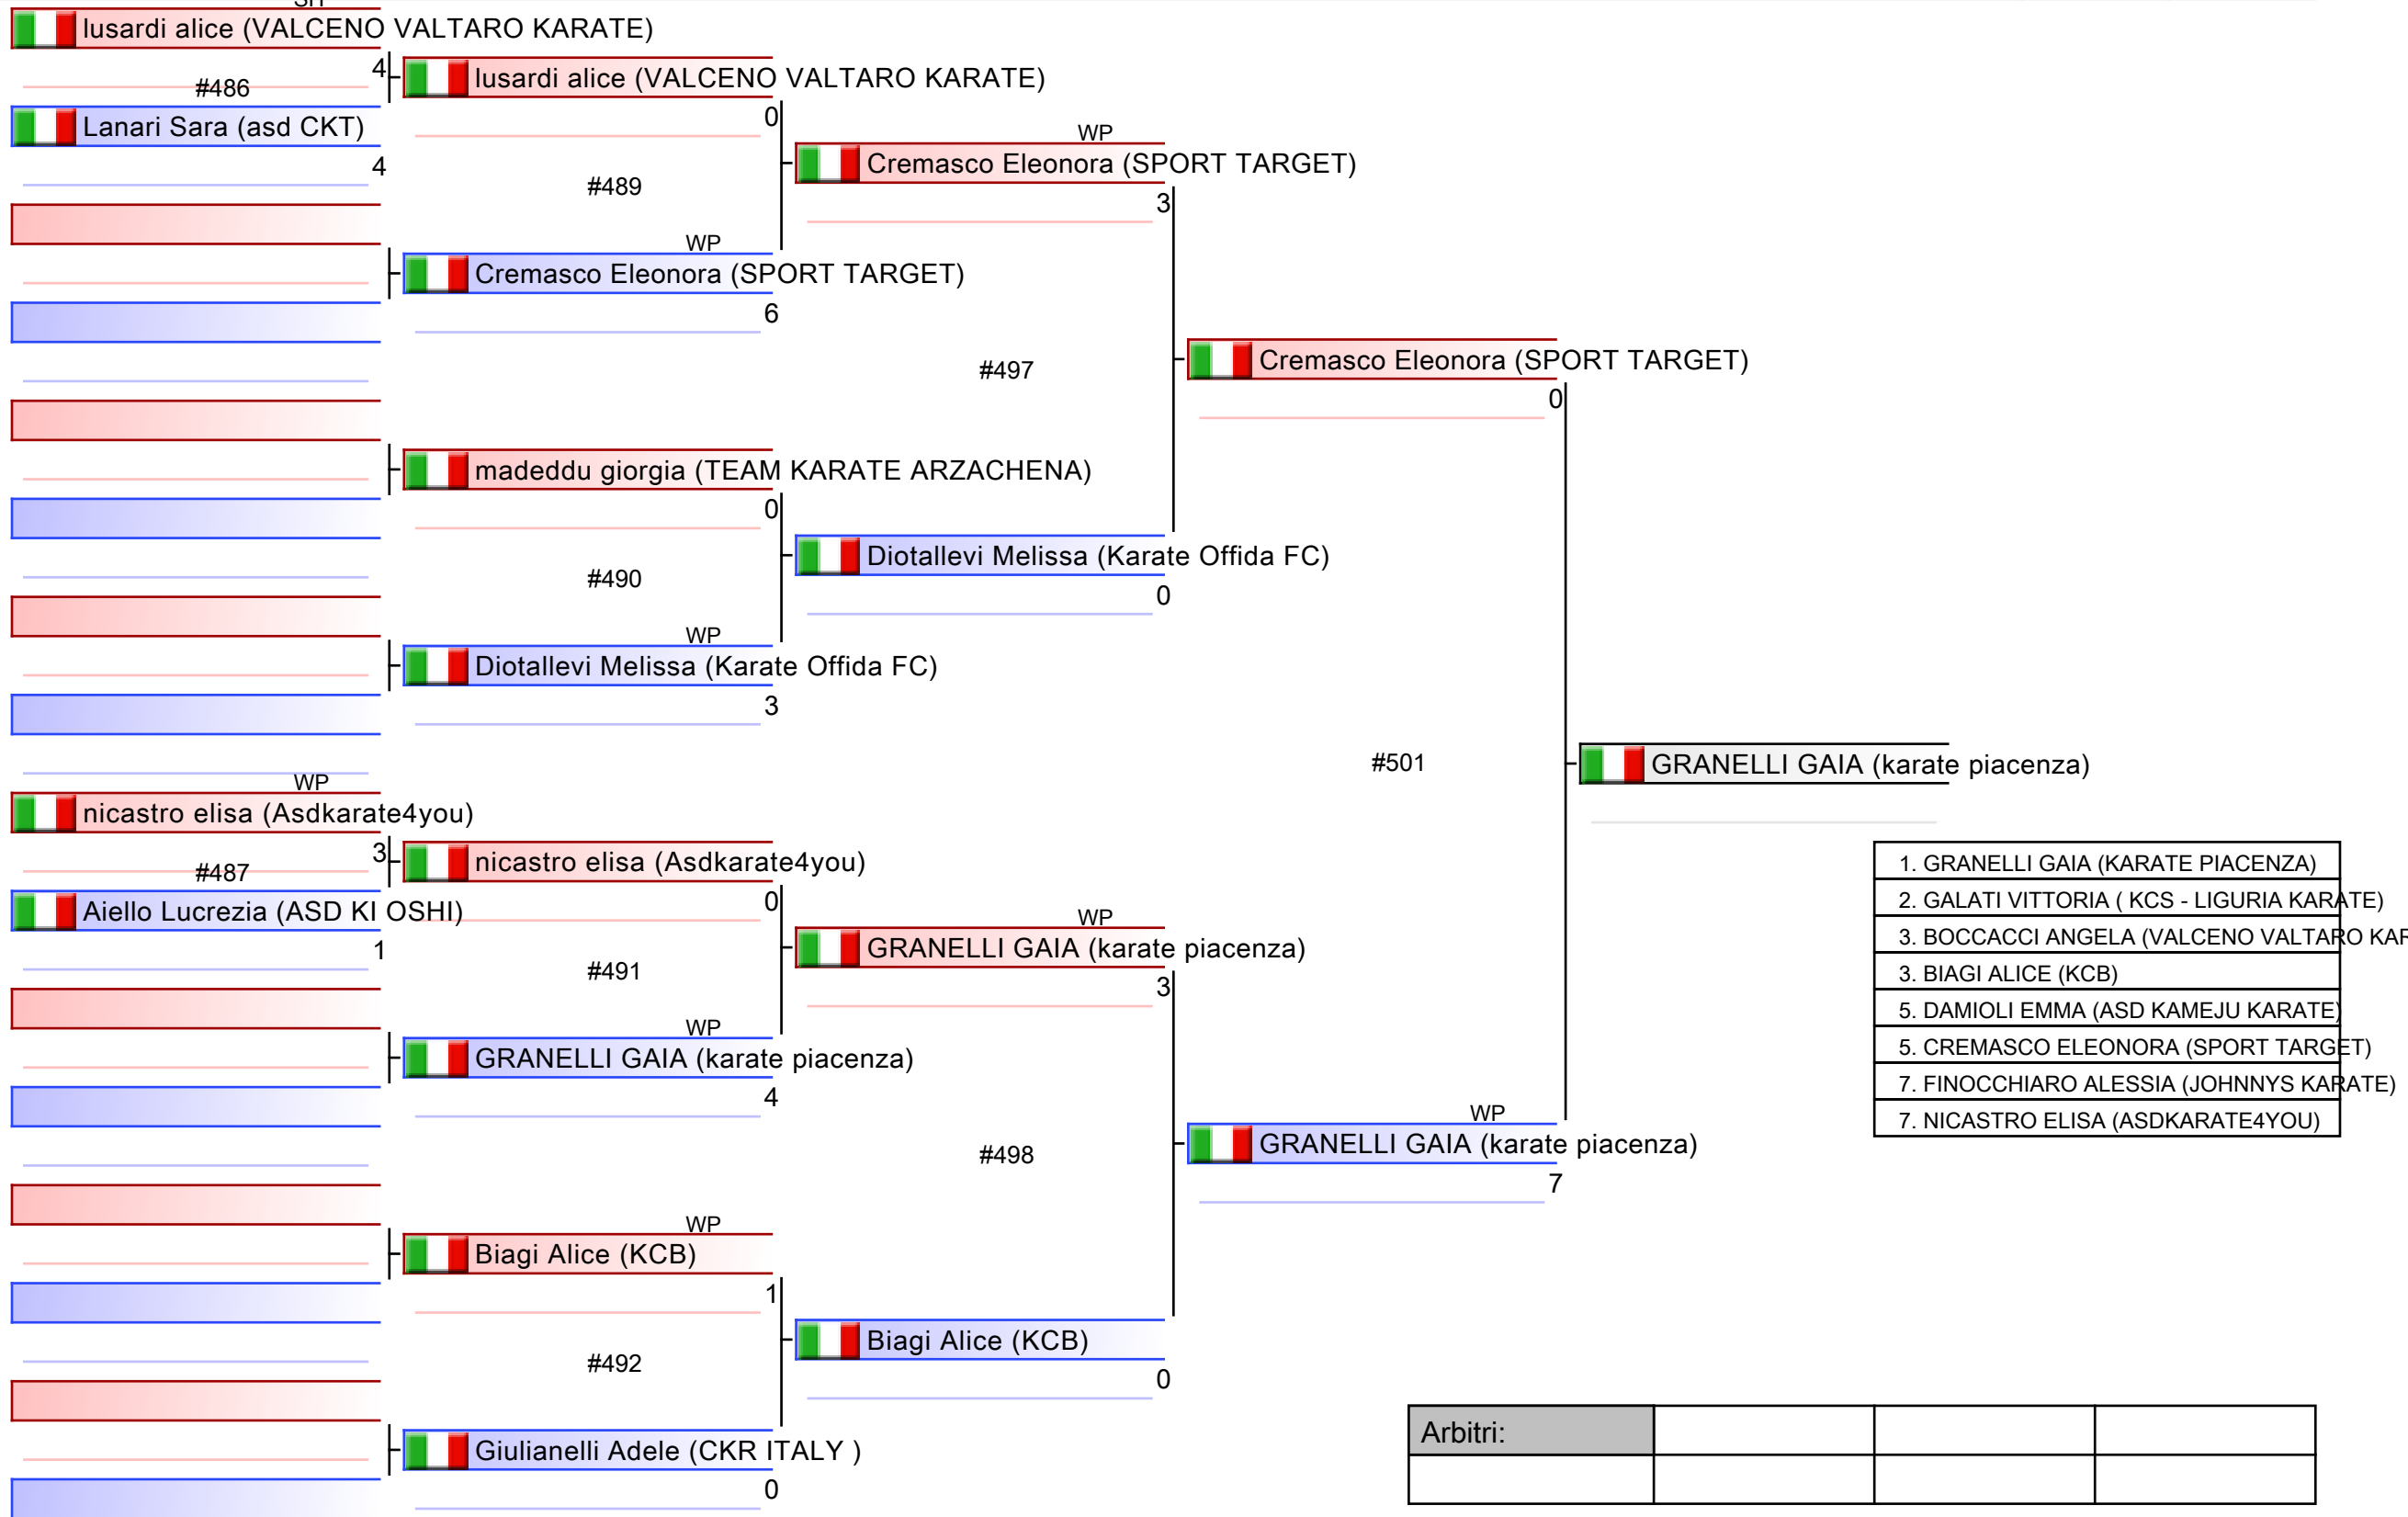 lusardi alice (VALCENO VALTARO KARATE)
4
#486
Lanari Sara (asd CKT)
4
lusardi alice (VALCENO VALTARO KARATE)
0
#489
WP
Cremasco Eleonora (SPORT TARGET)
6
WP
Cremasco Eleonora (SPORT TARGET)
3
#497
madeddu giorgia (TEAM KARATE ARZACHENA)
0
#490
WP
Diotallevi Melissa (Karate Offida FC)
3
Diotallevi Melissa (Karate Offida FC)
0
Cremasco Eleonora (SPORT TARGET)
0
#501
GRANELLI GAIA (karate piacenza)
WP
nicastro elisa (Asdkarate4you)
3
#487
Aiello Lucrezia (ASD KI OSHI)
1
nicastro elisa (Asdkarate4you)
0
#491
WP
GRANELLI GAIA (karate piacenza)
4
WP
GRANELLI GAIA (karate piacenza)
3
#498
WP
GRANELLI GAIA (karate piacenza)
7
WP
Biagi Alice (KCB)
1
#492
Giulianelli Adele (CKR ITALY )
0
Biagi Alice (KCB)
0
1. GRANELLI GAIA (KARATE PIACENZA)
2. GALATI VITTORIA ( KCS - LIGURIA KARATE)
3. BOCCACCI ANGELA (VALCENO VALTARO KAR
3. BIAGI ALICE (KCB)
5. DAMIOLI EMMA (ASD KAMEJU KARATE)
5. CREMASCO ELEONORA (SPORT TARGET)
7. FINOCCHIARO ALESSIA (JOHNNYS KARATE)
7. NICASTRO ELISA (ASDKARATE4YOU)
Arbitri: